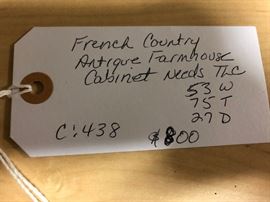 French Country
Antique Farmhouse
Cabinet Needs TLC
53 W
75 T
27 D
C:438
$800